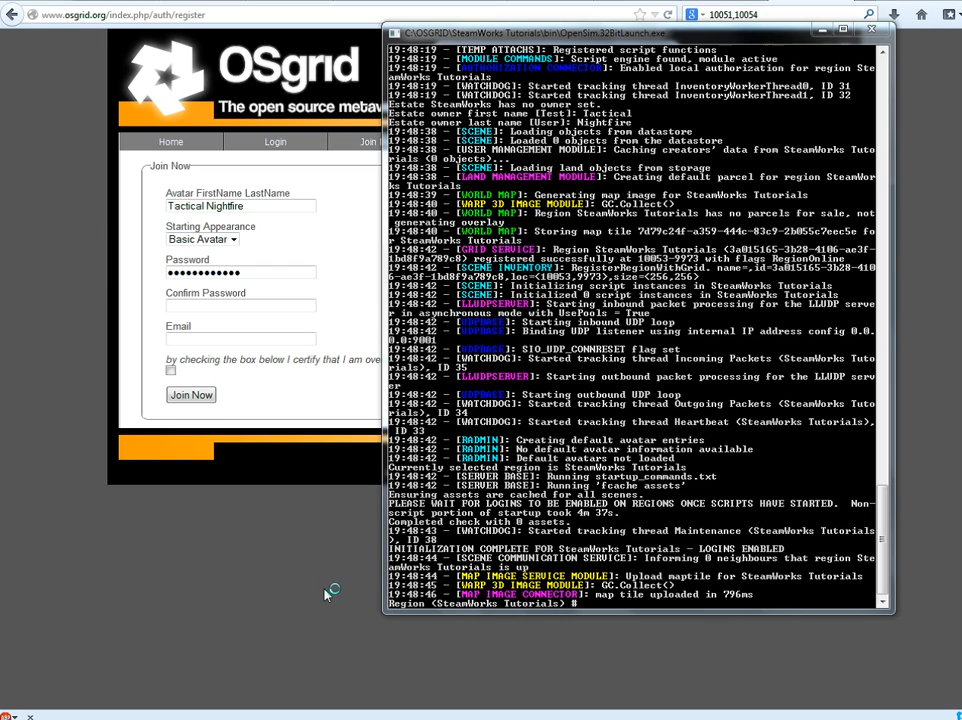 www.osgrid.org/index.php/auth/register
10051,10054
OSgrid
The open source metav
Home
Login
Join
Join Now
Avatar FirstName LastName
Tactical Nightfire
Starting Appearance
Basic Avatar
Password
Confirm Password
Email
by checking the box below I certify that I am ove
Join Now
C:\OSGRID\SteamWorks Tutorials\bin\OpenSim.32BitLaunch.exe
19:48:19 - [TEMP ATTACHS]: Registered script functions
19:48:19 - [MODULE COMMANDS]: Script engine found, module active
19:48:19 - [AUTHORIZATION CONNECTOR]: Enabled local authorization for region Ste
amWorks Tutorials
19:48:19 - [WATCHDOG]: Started tracking thread InventoryWorkerThread0, ID 31
19:48:19 - [WATCHDOG]: Started tracking thread InventoryWorkerThread1, ID 32
Estate SteamWorks has no owner set.
Estate owner first name [Test]: Tactical
Estate owner last name [User]: Nightfire
19:48:38 - [SCENE]: Loading objects from datastore
19:48:38 - [SCENE]: Loaded 0 objects from the datastore
19:48:38 - [USER MANAGEMENT MODULE]: Caching creators' data from SteamWorks Tuto
rials (0 objects)...
19:48:38 - [SCENE]: Loading land objects from storage
19:48:38 - [LAND MANAGEMENT MODULE]: Creating default parcel for region SteamWor
ks Tutorials
19:48:39 - [WORLD MAP]: Generating map image for SteamWorks Tutorials
19:48:40 - [WARP 3D IMAGE MODULE]: GC.Collect()
19:48:40 - [WORLD MAP]: Region SteamWorks Tutorials has no parcels for sale, not
generating overlay
19:48:40 - [WORLD MAP]: Storing map tile 7d79c24f-a359-444c-83c9-2b055c7eec5e fo
r SteamWorks Tutorials
19:48:42 - [GRID SERVICE]: Region SteamWorks Tutorials (3a015165-3b28-4106-ae3f-
1bd8f9a789c8) registered successfully at 10053-9973 with flags RegionOnline
19:48:42 - [SCENE INVENTORY]: RegisterRegionWithGrid. name=,id=3a015165-3b28-410
6-ae3f-1bd8f9a789c8,loc=(10053,9973),size=(256,256)
19:48:42 - [SCENE]: Initializing script instances in SteamWorks Tutorials
19:48:42 - [SCENE]: Initialized 0 script instances in SteamWorks Tutorials
19:48:42 - [LLUDPSERVER]: Starting inbound packet processing for the LLUDP serve
r in asynchronous mode with UsePools = True
19:48:42 - [UDPBASE]: Starting inbound UDP loop
19:48:42 - [UDPBASE]: Binding UDP listener using internal IP address config 0.0.
0.0:9001
19:48:42 - [UDPBASE]: SIO_UDP_CONNRESET flag set
19:48:42 - [WATCHDOG]: Started tracking thread Incoming Packets (SteamWorks Tuto
rials), ID 35
19:48:42 - [LLUDPSERVER]: Starting outbound packet processing for the LLUDP serv
er
19:48:42 - [UDPBASE]: Starting outbound UDP loop
19:48:42 - [WATCHDOG]: Started tracking thread Outgoing Packets (SteamWorks Tuto
rials), ID 34
19:48:42 - [WATCHDOG]: Started tracking thread Heartbeat (SteamWorks Tutorials),
ID 33
19:48:42 - [RADMIN]: Creating default avatar entries
19:48:42 - [RADMIN]: No default avatar information available
19:48:42 - [RADMIN]: Default avatars not loaded
Currently selected region is SteamWorks Tutorials
19:48:42 - [SERVER BASE]: Running startup_commands.txt
19:48:42 - [SERVER BASE]: Running 'fcache assets'
Ensuring assets are cached for all scenes.
PLEASE WAIT FOR LOGINS TO BE ENABLED ON REGIONS ONCE SCRIPTS HAVE STARTED.  Non-
script portion of startup took 4m 37s.
Completed check with 0 assets.
19:48:43 - [WATCHDOG]: Started tracking thread Maintenance (SteamWorks Tutorials
), ID 38
INITIALIZATION COMPLETE FOR SteamWorks Tutorials - LOGINS ENABLED
19:48:44 - [SCENE COMMUNICATION SERVICE]: Informing 0 neighbours that region Ste
amWorks Tutorials is up
19:48:44 - [MAP IMAGE SERVICE MODULE]: Upload maptile for SteamWorks Tutorials
19:48:45 - [WARP 3D IMAGE MODULE]: GC.Collect()
19:48:46 - [MAP IMAGE CONNECTOR]: map tile uploaded in 796ms
Region (SteamWorks Tutorials) #